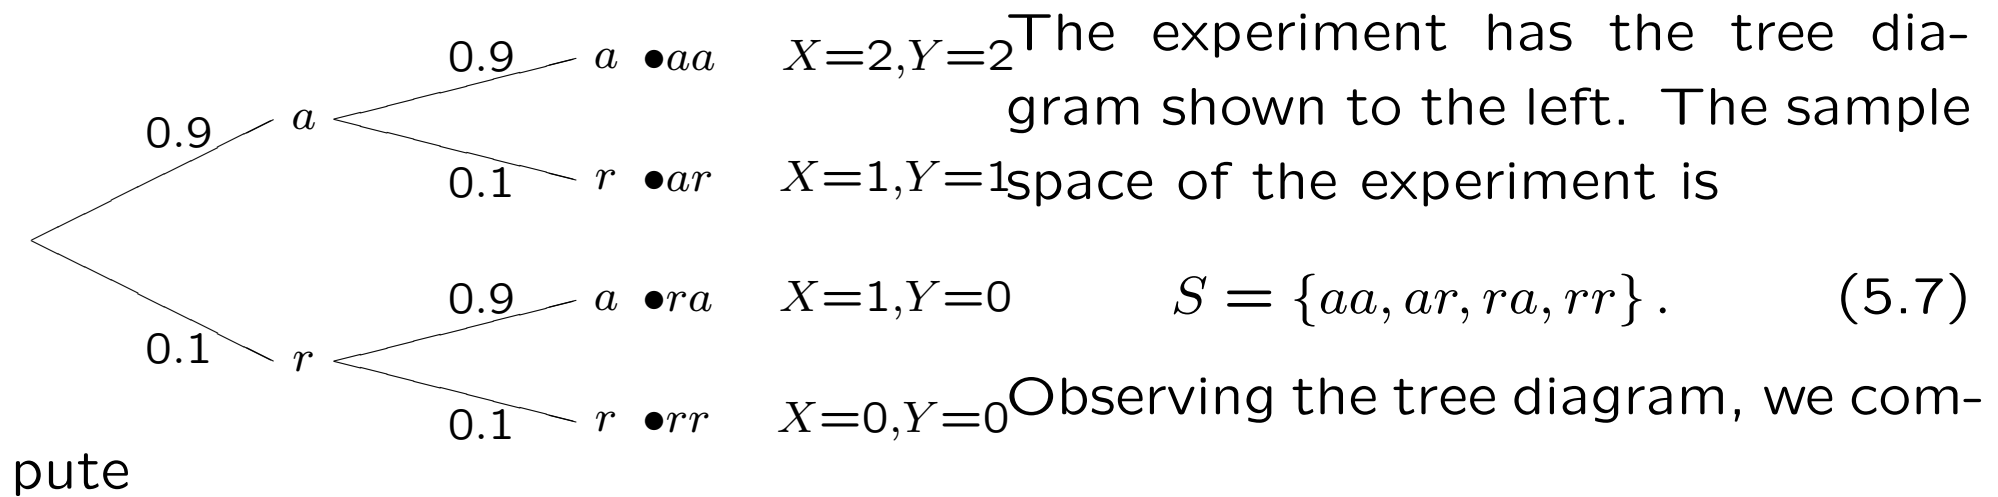 0.9 a •aa X=2,Y=2
0.9 a
0.1 r •ar X=1,Y=1
0.9 a •ra X=1,Y=0
0.1 r
0.1 r •rr X=0,Y=0
The experiment has the tree dia-
gram shown to the left. The sample
space of the experiment is
S = {aa, ar, ra, rr} . (5.7)
Observing the tree diagram, we com-
pute